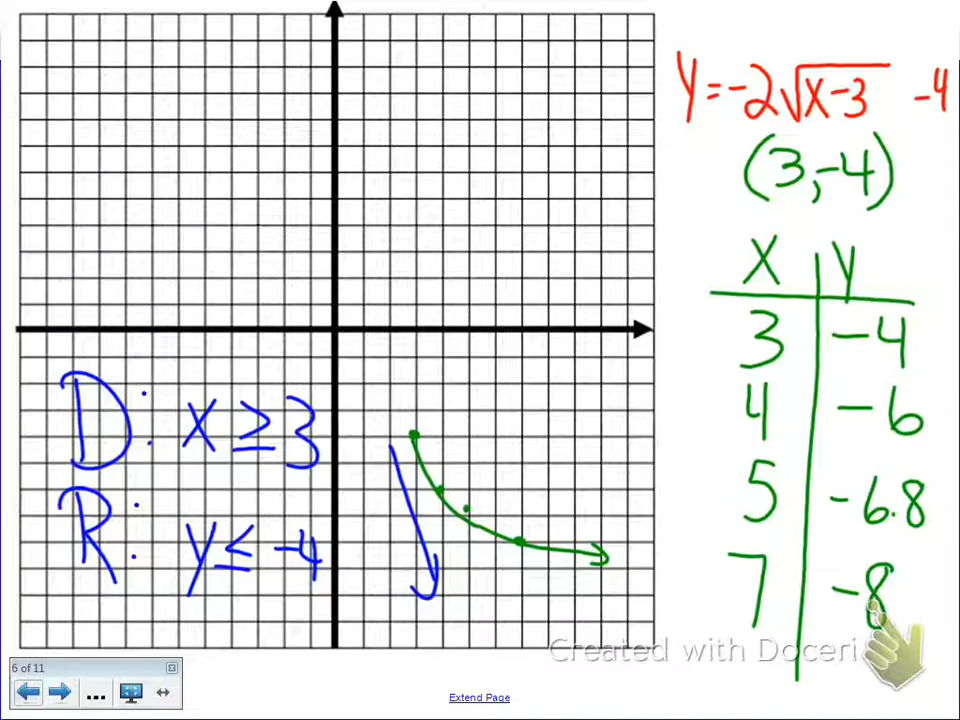 y = -2√x-3 -4
(3,-4)
x y
3 -4
4 -6
5 -6.8
7 -8
D: x ≥ 3
R: y ≤ -4
Created with Doceri
6 of 11
...
Extend Page